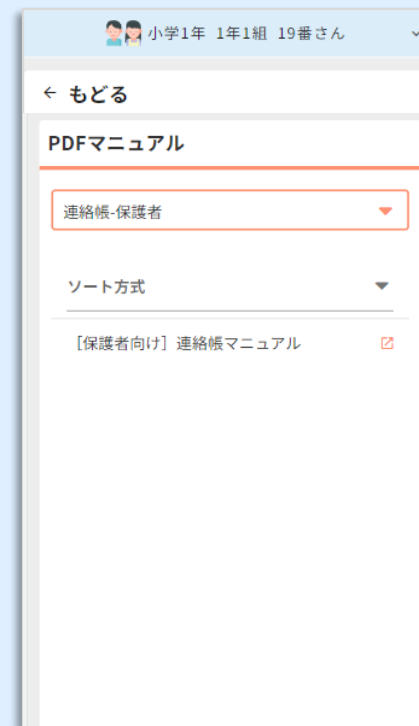 小学1年 1年1組 19番さん
← もどる
PDFマニュアル
連絡帳-保護者
ソート方式
［保護者向け］連絡帳マニュアル